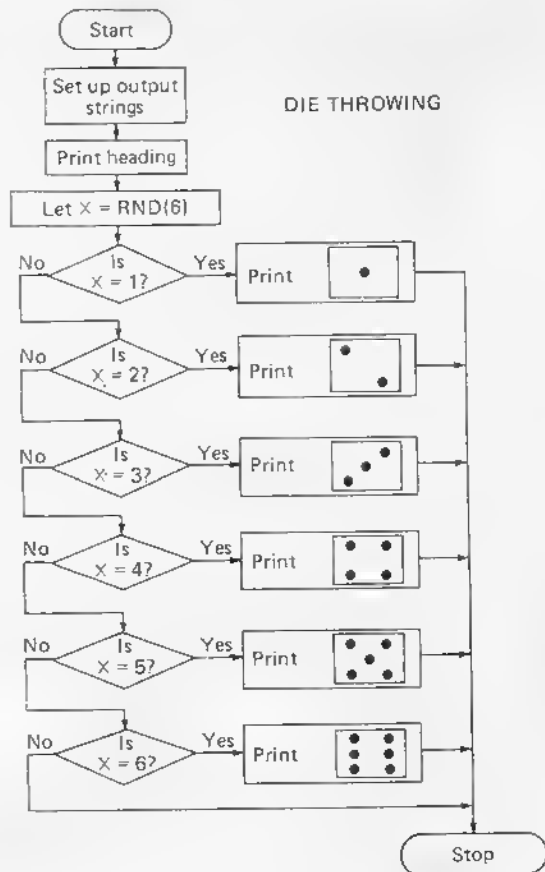 Start
Set up output
strings
DIE THROWING
Print heading
Let X = RND(6)
No
Is
X = 1?
Yes
Print
No
Is
X = 2?
Yes
Print
No
Is
X = 3?
Yes
Print
No
Is
X = 4?
Yes
Print
No
Is
X = 5?
Yes
Print
No
Is
X = 6?
Yes
Print
Stop